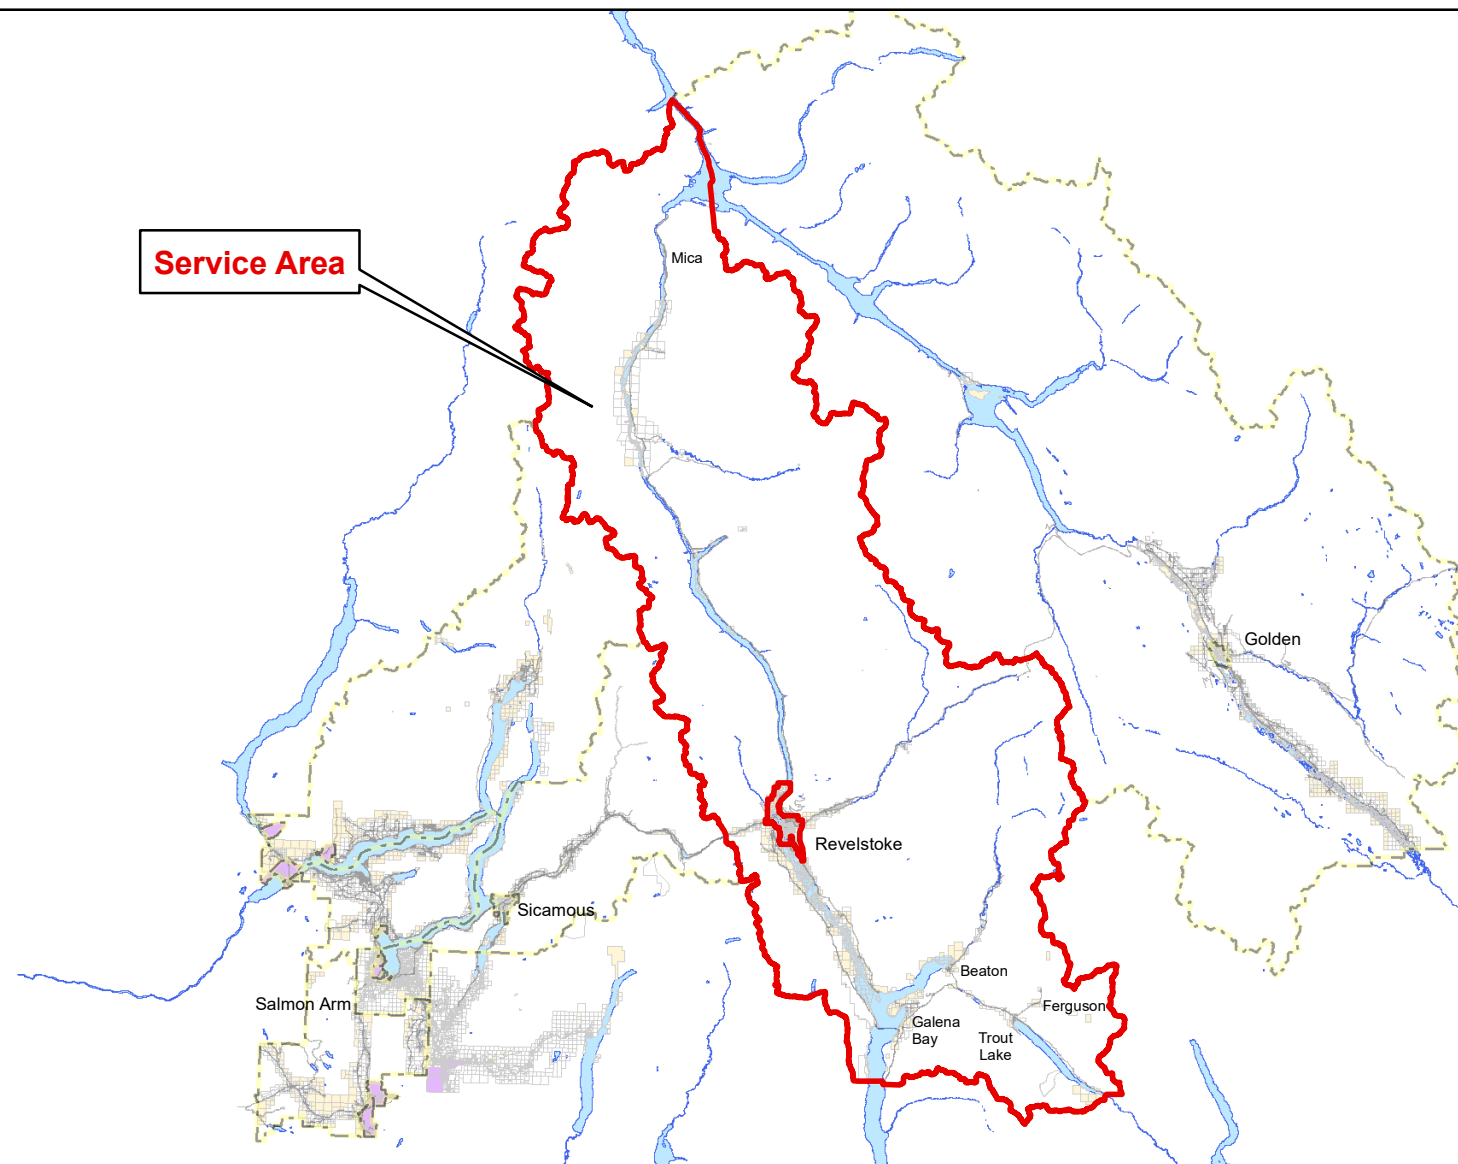 Service Area
Mica
Golden
Revelstoke
Sicamous
Beaton
Salmon Arm
Ferguson
Galena
Bay
Trout
Lake